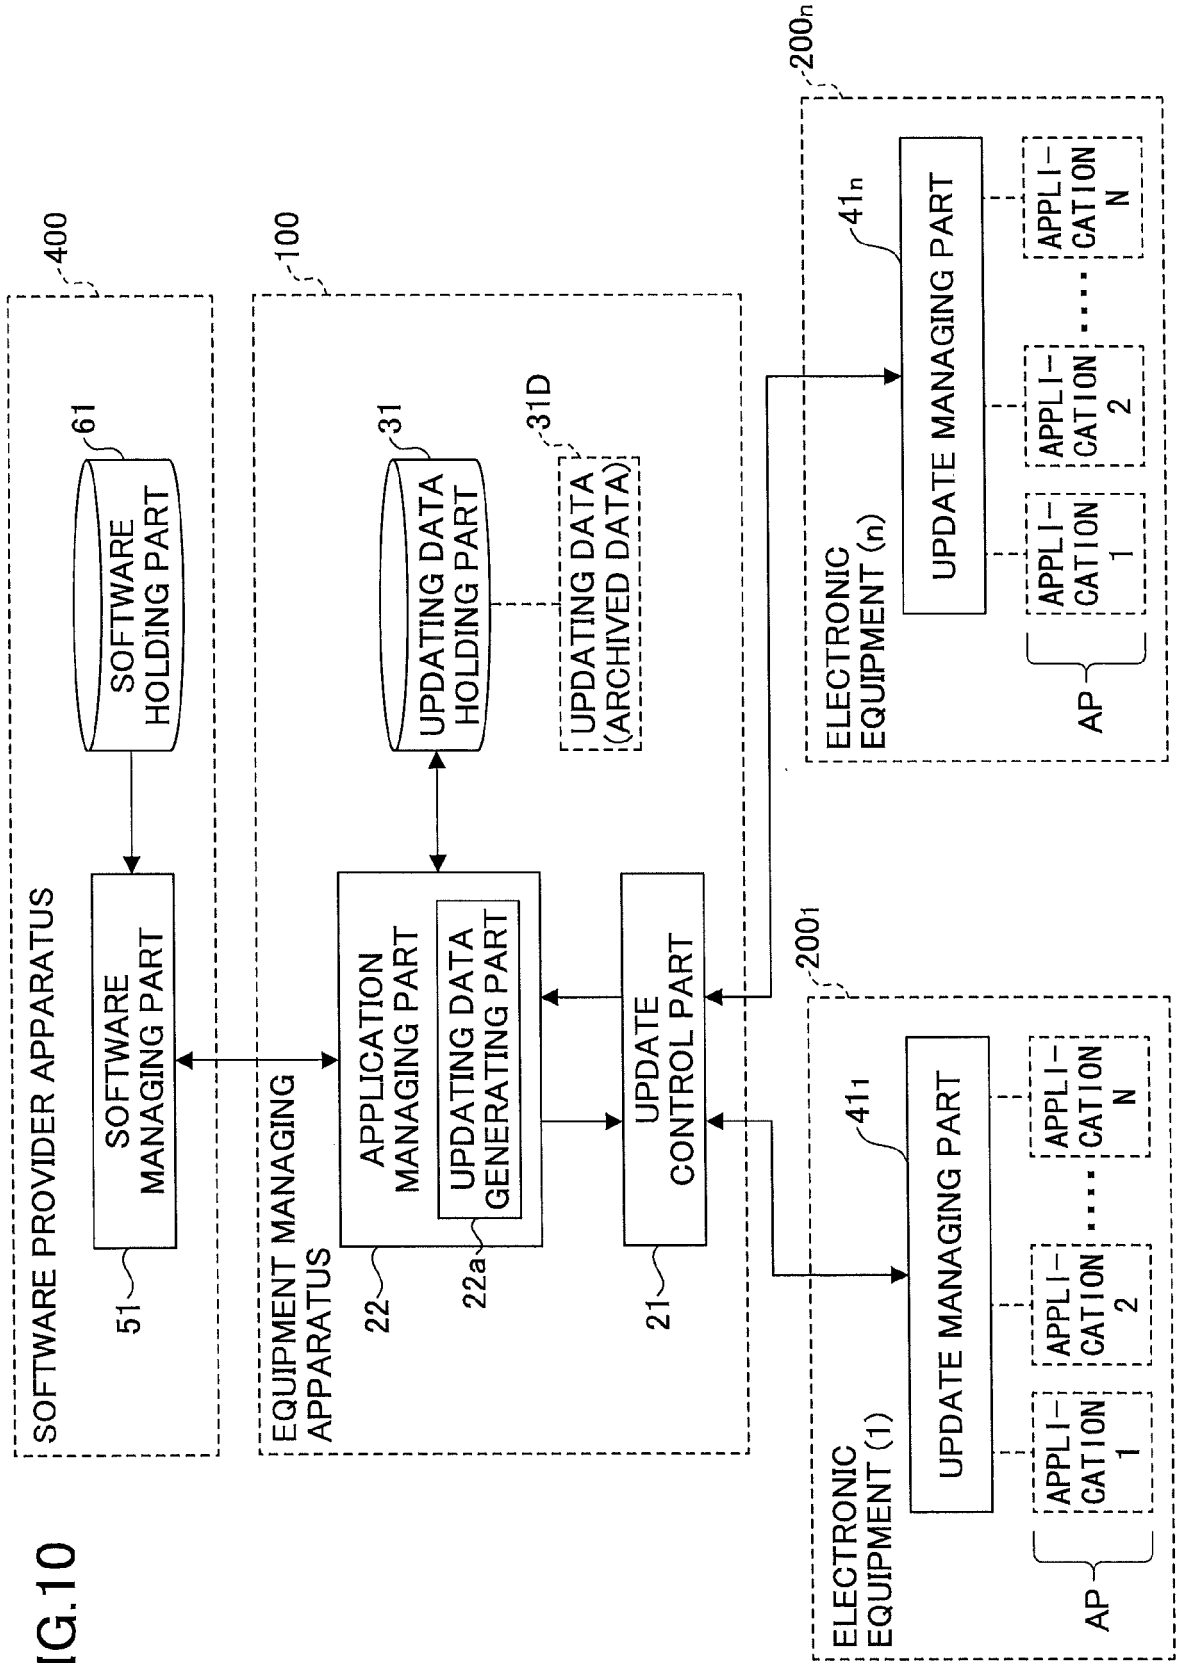 IG.10
SOFTWARE PROVIDER APPARATUS
400
51
SOFTWARE
MANAGING PART
61
SOFTWARE
HOLDING PART
EQUIPMENT MANAGING
APPARATUS
100
22
APPLICATION
MANAGING PART
22a
UPDATING DATA
GENERATING PART
31
UPDATING DATA
HOLDING PART
31D
UPDATING DATA
(ARCHIVED DATA)
21
UPDATE
CONTROL PART
ELECTRONIC
EQUIPMENT (1)
2001
411
UPDATE MANAGING PART
AP
APPLI-
CATION
1
APPLI-
CATION
2
....
APPLI-
CATION
N
ELECTRONIC
EQUIPMENT (n)
200n
41n
UPDATE MANAGING PART
AP
APPLI-
CATION
1
APPLI-
CATION
2
....
APPLI-
CATION
N